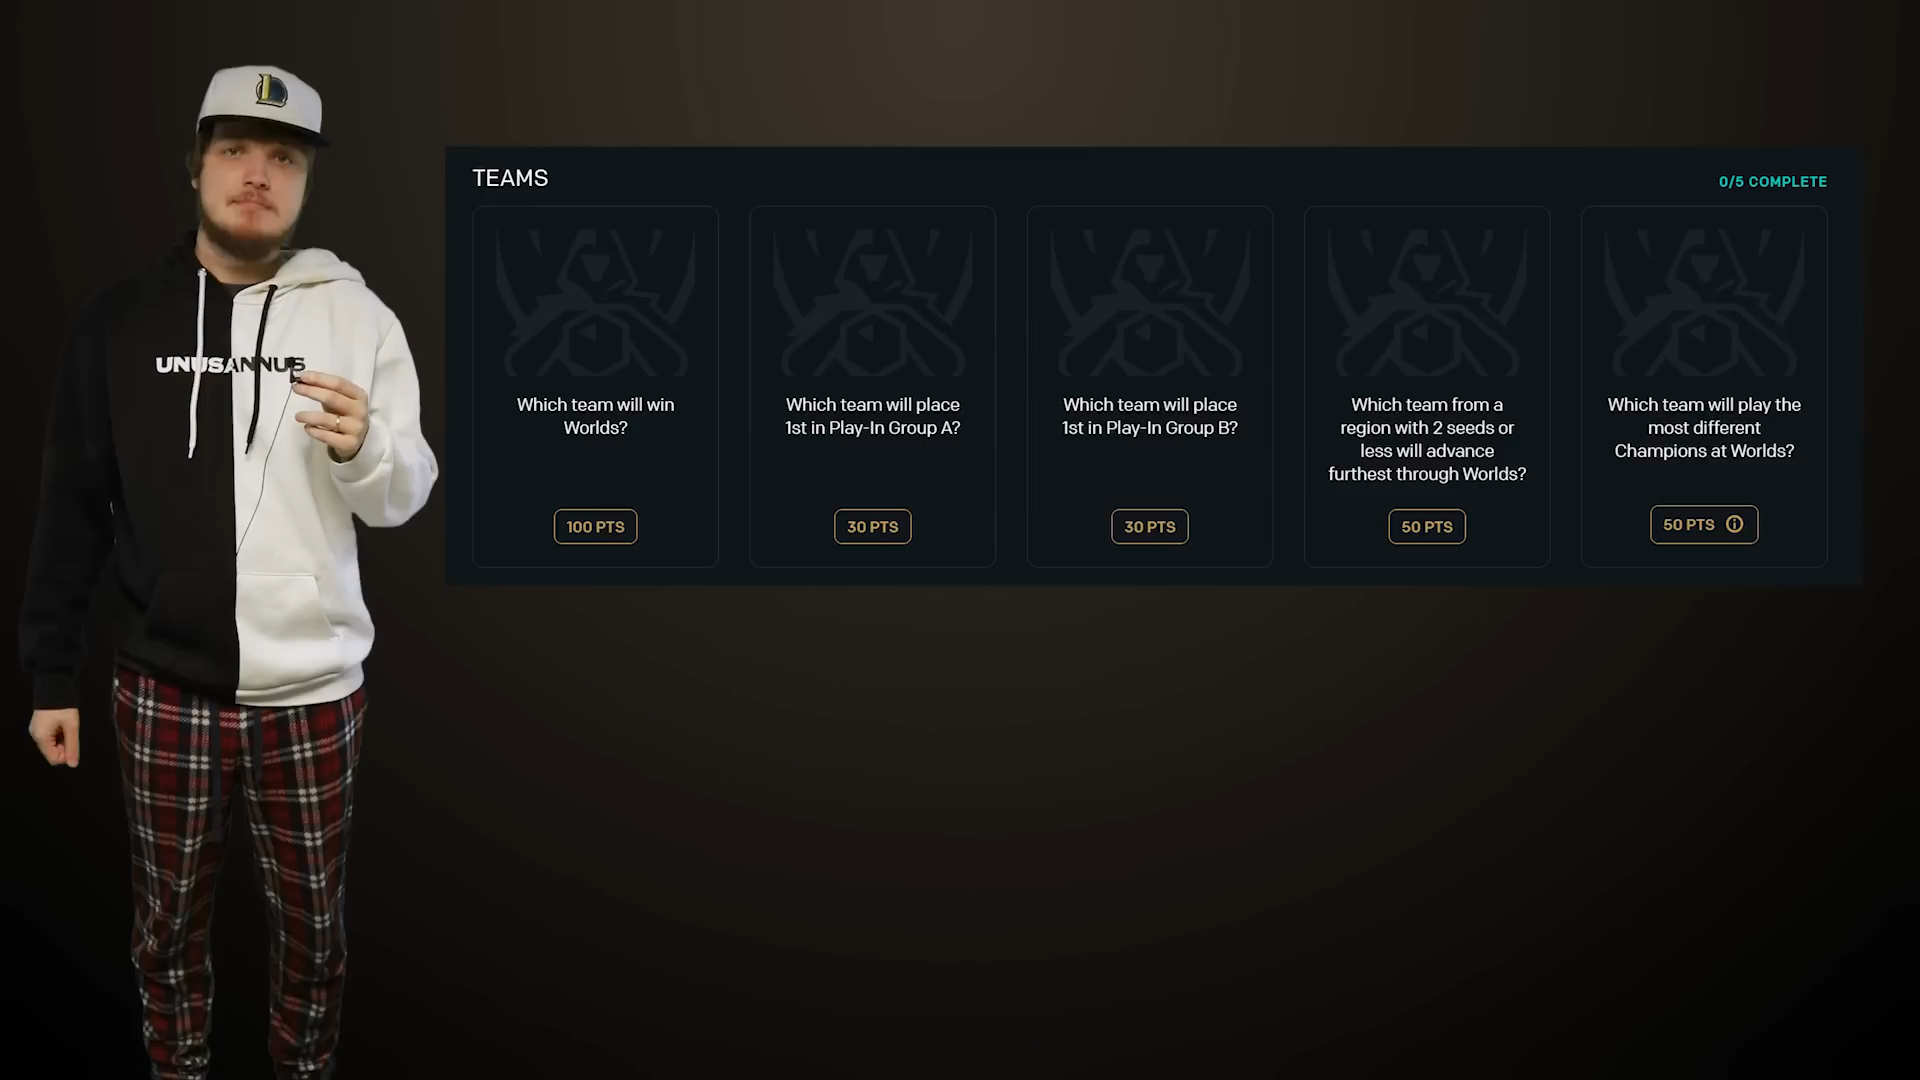 TEAMS
0/5 COMPLETE
UNUSANNUS
Which team will win
Worlds?
100 PTS
Which team will place
1st in Play-In Group A?
30 PTS
Which team will place
1st in Play-In Group B?
30 PTS
Which team from a
region with 2 seeds or
less will advance
furthest through Worlds?
50 PTS
Which team will play the
most different
Champions at Worlds?
50 PTS